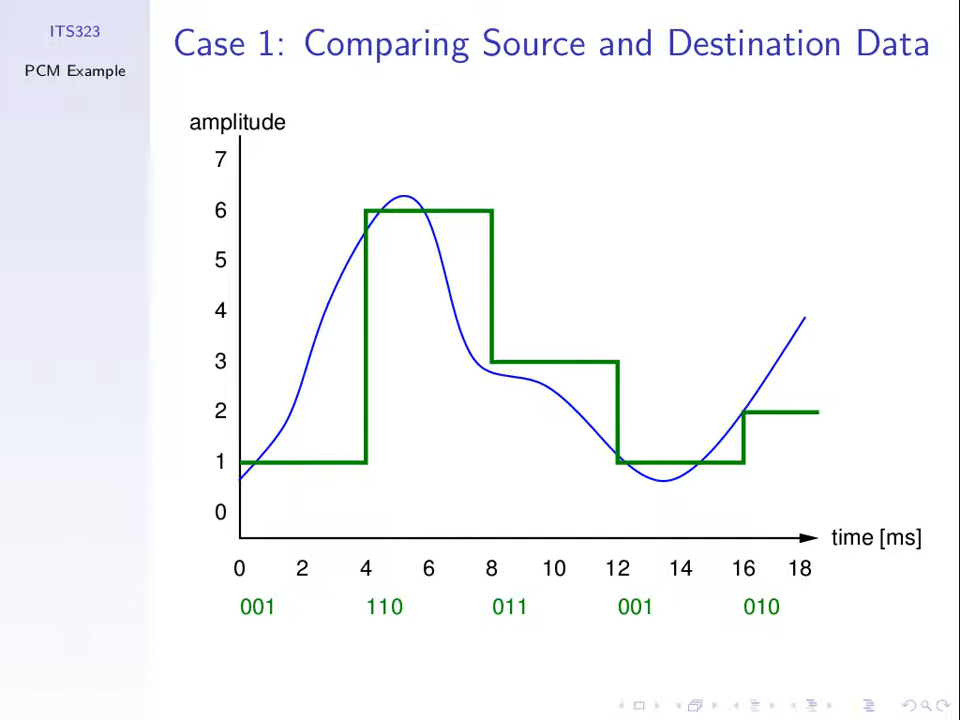 ITS323
PCM Example
Case 1: Comparing Source and Destination Data
amplitude
7
6
5
4
3
2
1
0
time [ms]
0 2 4 6 8 10 12 14 16 18
001 110 011 001 010